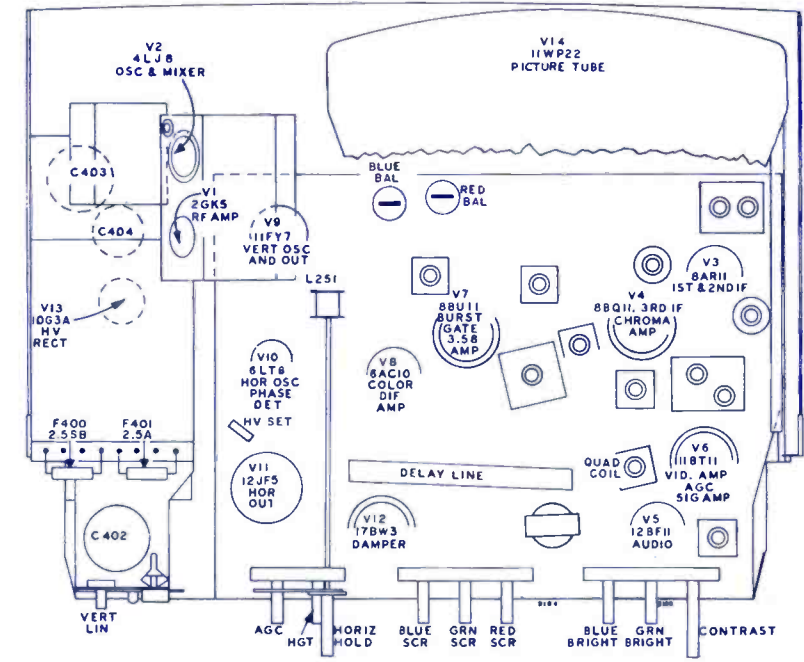 V2
4LJ8
OSC & MIXER
V14
11WP22
PICTURE TUBE
C403
V1
2GK5
RF AMP
C404
V9
11FY7
VERT OSC
AND OUT
BLUE
BAL
RED
BAL
L251
V3
8AR11
1ST & 2ND IF
V13
10G3A
HV
RECT
V7
8BU11
BURST
GATE
3.58
AMP
V4
8BQ11, 3RD IF
CHROMA
AMP
V10
6LT8
HOR OSC
PHASE
DET
V8
6AC10
COLOR
DIF
AMP
F400
2.5SB
F401
2.5A
HV SET
V11
12JF5
HOR
OUT
DELAY LINE
QUAD
COIL
V6
11BT11
VID. AMP
AGC
SIG AMP
C402
V12
17BW3
DAMPER
V5
12BF11
AUDIO
VERT
LIN
AGC
HGT
HORIZ
HOLD
BLUE
SCR
GRN
SCR
RED
SCR
BLUE
BRIGHT
GRN
BRIGHT
CONTRAST